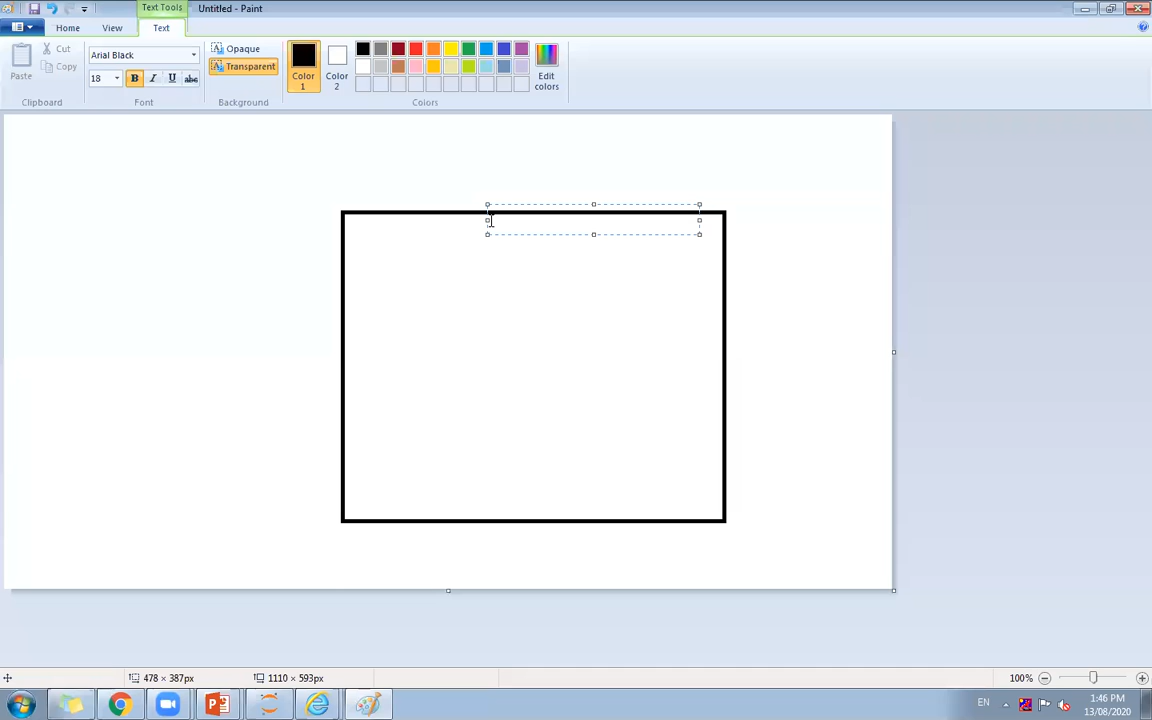 Text Tools
Untitled - Paint
Home
View
Text
Paste
Cut
Copy
Clipboard
Arial Black
18
B I U abc
Font
Opaque
Transparent
Background
Color 1
Color 2
Edit colors
Colors
478 × 387px
1110 × 593px
100%
EN
1:46 PM
13/08/2020